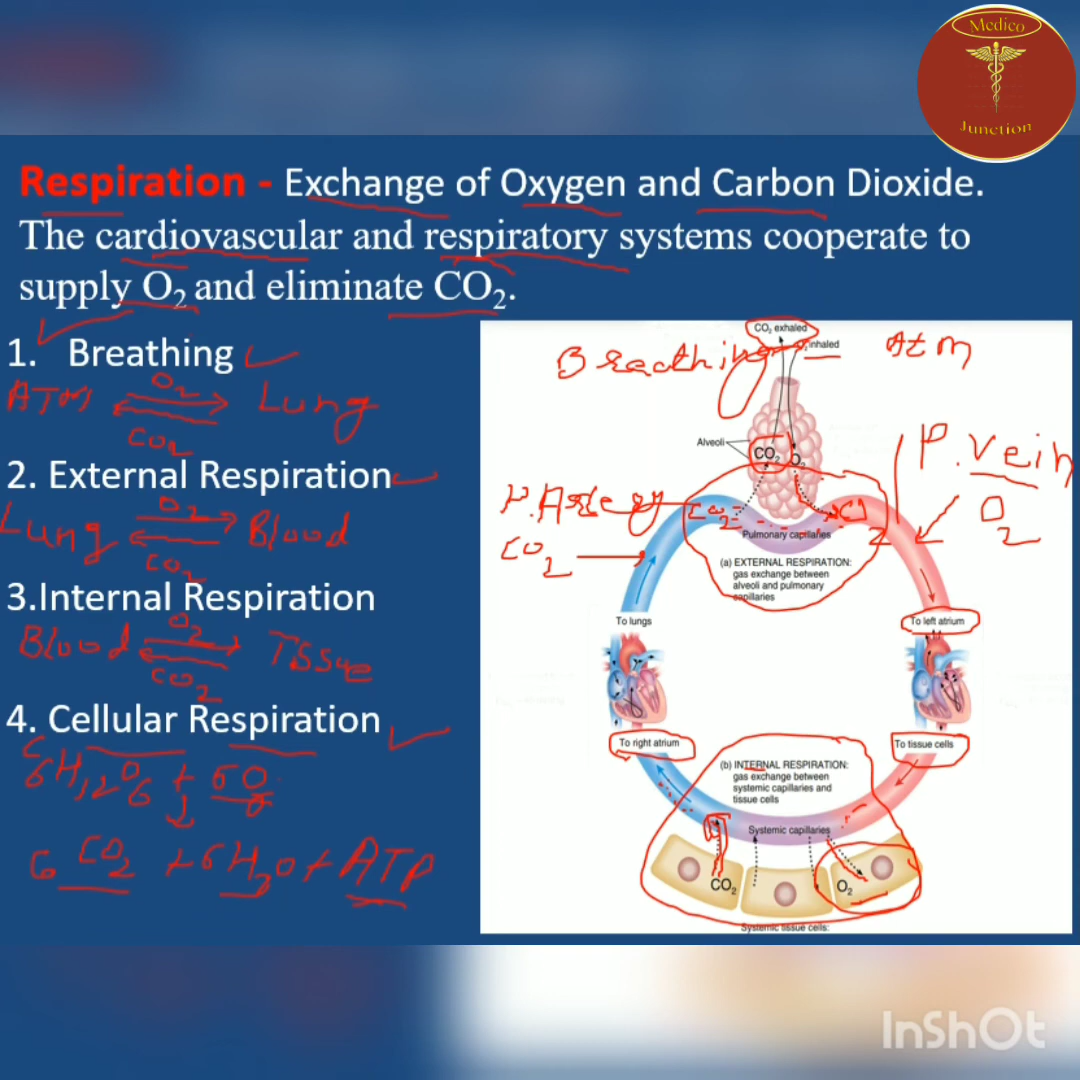 Medico
Junction
Respiration - Exchange of Oxygen and Carbon Dioxide.
The cardiovascular and respiratory systems cooperate to
supply O₂ and eliminate CO₂.
1. Breathing
ATM O₂ Lung
CO₂
2. External Respiration
Lung O₂ Blood
CO₂
3.Internal Respiration
Blood O₂ TSSue
CO₂
4. Cellular Respiration
C₆H₁₂O₆ + 6O₂
6 CO₂ + 6H₂O + ATP
CO₂ exhaled
inhaled
Breathing
Atm
Alveoli
CO₂
O₂
P. vein
O₂
P. Artery
CO₂
CO₂
O₂
Pulmonary capillaries
(a) EXTERNAL RESPIRATION:
gas exchange between
alveoli and pulmonary
capillaries
To lungs
To left atrium
To right atrium
To tissue cells
(b) INTERNAL RESPIRATION:
gas exchange between
systemic capillaries and
tissue cells
Systemic capillaries
CO₂
O₂
Systemic tissue cells:
InShOt